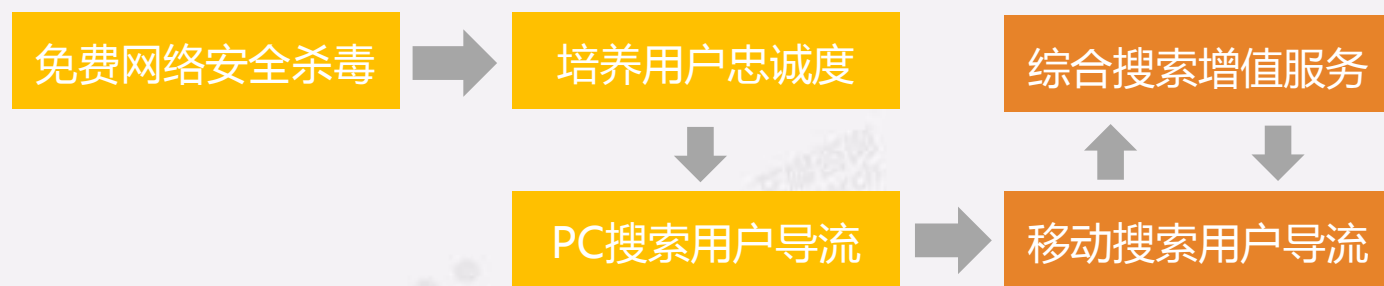 免费网络安全杀毒
培养用户忠诚度
综合搜索增值服务
PC搜索用户导流
移动搜索用户导流